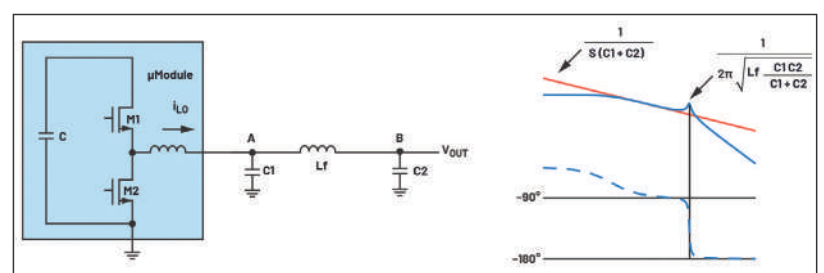 µModule
iLO
M1
C
M2
A
B
VOUT
C1
Lf
C2
1
S(C1+C2)
1
2π√Lf C1C2
C1+C2
-90°
-180°